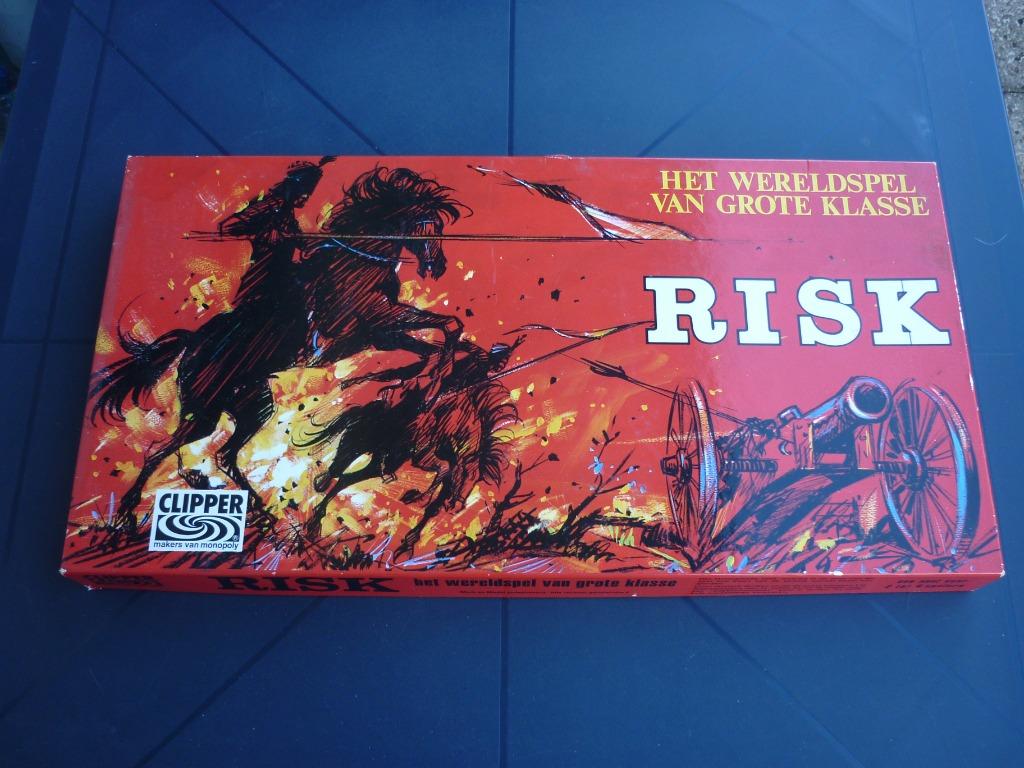 HET WERELDSPEL
VAN GROTE KLASSE
RISK
CLIPPER
®
makers van monopoly
RISK het wereldspel van grote klasse